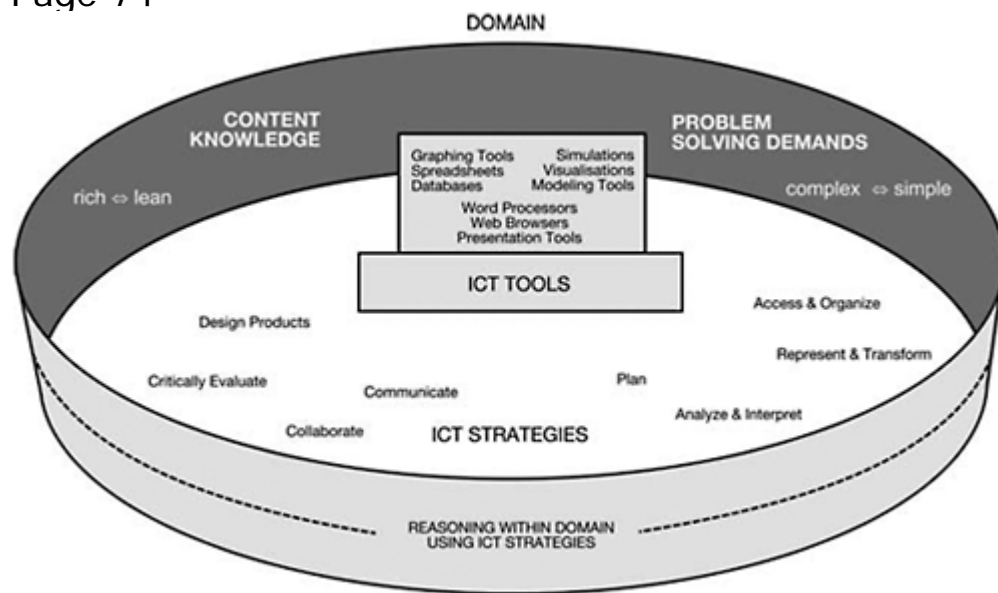 Page 71
DOMAIN
CONTENT
KNOWLEDGE
rich ⇔ lean
PROBLEM
SOLVING DEMANDS
complex ⇔ simple
Graphing Tools
Spreadsheets
Databases
Simulations
Visualisations
Modeling Tools
Word Processors
Web Browsers
Presentation Tools
ICT TOOLS
Design Products
Critically Evaluate
Communicate
Collaborate
Plan
Access & Organize
Represent & Transform
Analyze & Interpret
ICT STRATEGIES
REASONING WITHIN DOMAIN
USING ICT STRATEGIES